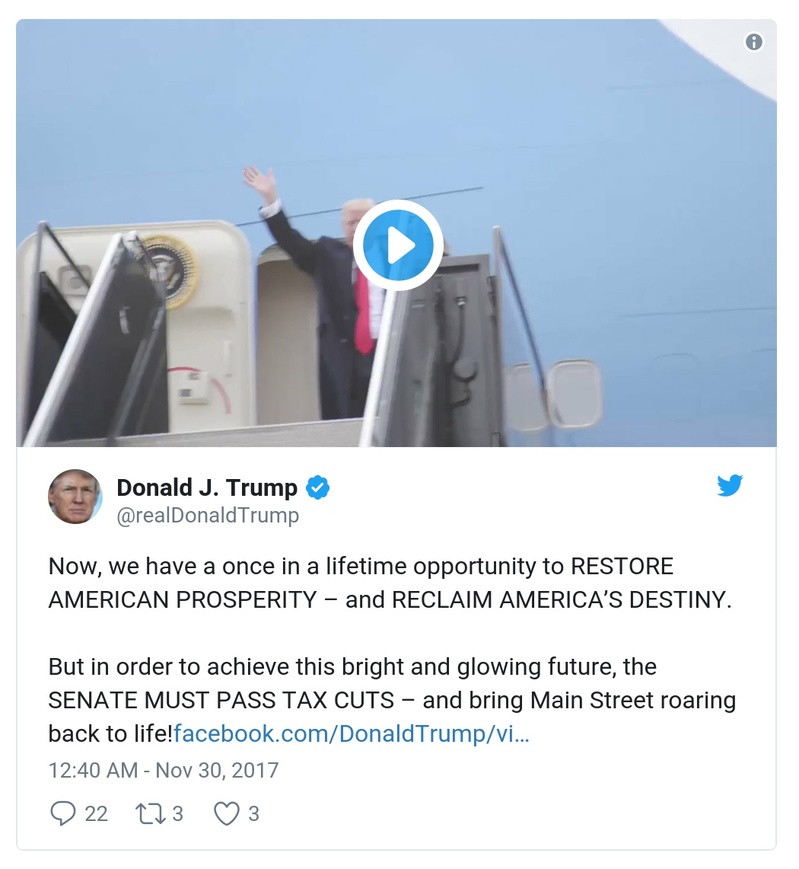 Donald J. Trump
@realDonaldTrump
Now, we have a once in a lifetime opportunity to RESTORE
AMERICAN PROSPERITY – and RECLAIM AMERICA’S DESTINY.
But in order to achieve this bright and glowing future, the
SENATE MUST PASS TAX CUTS – and bring Main Street roaring
back to life!facebook.com/DonaldTrump/vi…
12:40 AM - Nov 30, 2017
22 3 3